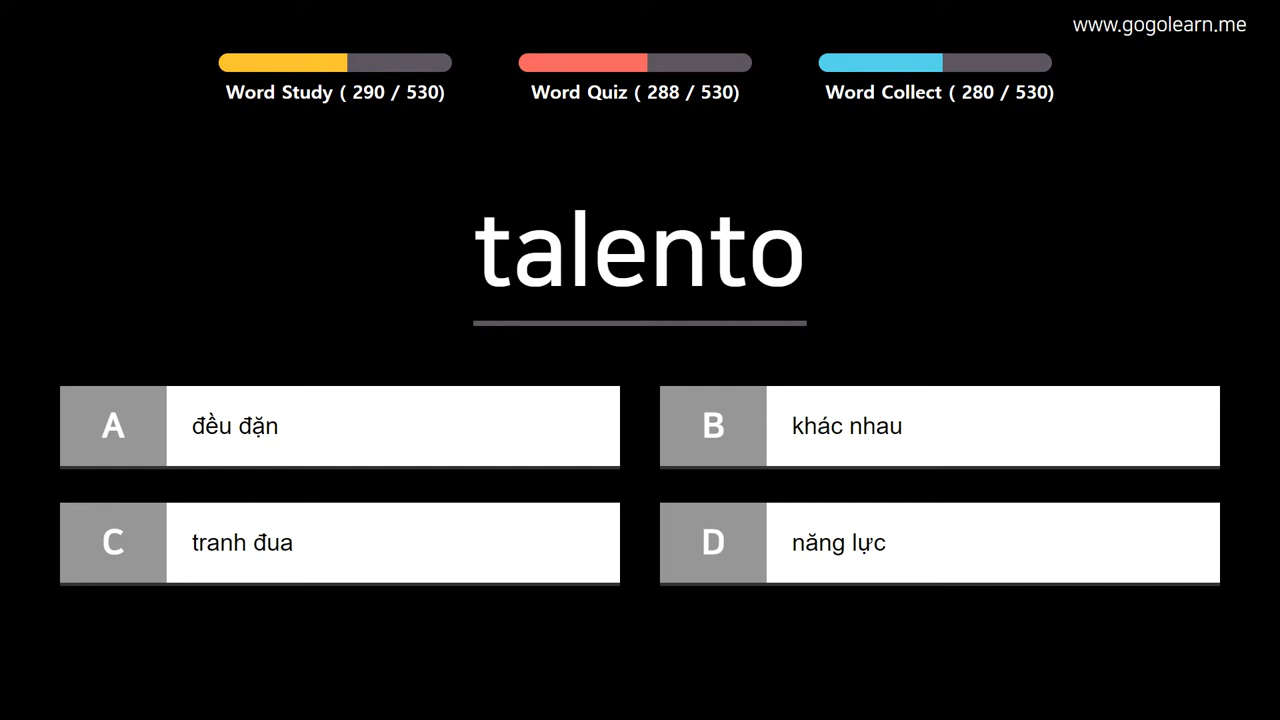 www.gogolearn.me
Word Study ( 290 / 530)
Word Quiz ( 288 / 530)
Word Collect ( 280 / 530)
talento
A
đều đặn
B
khác nhau
C
tranh đua
D
năng lực